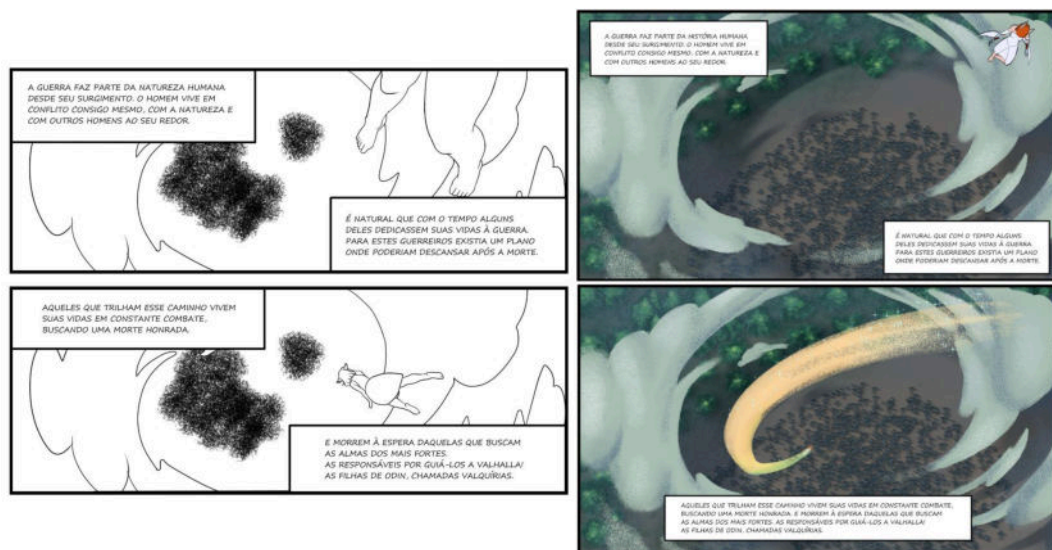 A GUERRA FAZ PARTE DA NATUREZA HUMANA
DESDE SEU SURGIMENTO. O HOMEM VIVE EM
CONFLITO CONSIGO MESMO, COM A NATUREZA E
COM OUTROS HOMENS AO SEU REDOR.
É NATURAL QUE COM O TEMPO ALGUNS
DELES DEDICASSEM SUAS VIDAS À GUERRA.
PARA ESTES GUERREIROS EXISTIA UM PLANO
ONDE PODERIAM DESCANSAR APÓS A MORTE.
AQUELES QUE TRILHAM ESSE CAMINHO VIVEM
SUAS VIDAS EM CONSTANTE COMBATE,
BUSCANDO UMA MORTE HONRADA.
E MORREM À ESPERA DAQUELAS QUE BUSCAM
AS ALMAS DOS MAIS FORTES.
AS RESPONSÁVEIS POR GUIÁ-LOS A VALHALLA!
AS FILHAS DE ODIN, CHAMADAS VALQUÍRIAS.
A GUERRA FAZ PARTE DA HISTÓRIA HUMANA
DESDE SEU SURGIMENTO. O HOMEM VIVE EM
CONFLITO CONSIGO MESMO, COM A NATUREZA E
COM OUTROS HOMENS AO SEU REDOR.
É NATURAL QUE COM O TEMPO ALGUNS
DELES DEDICASSEM SUAS VIDAS À GUERRA.
PARA ESTES GUERREIROS EXISTIA UM PLANO
ONDE PODERIAM DESCANSAR APÓS A MORTE.
AQUELES QUE TRILHAM ESSE CAMINHO VIVEM SUAS VIDAS EM CONSTANTE COMBATE,
BUSCANDO UMA MORTE HONRADA. E MORREM À ESPERA DAQUELAS QUE BUSCAM
AS ALMAS DOS MAIS FORTES. AS RESPONSÁVEIS POR GUIÁ-LOS A VALHALLA!
AS FILHAS DE ODIN, CHAMADAS VALQUÍRIAS.